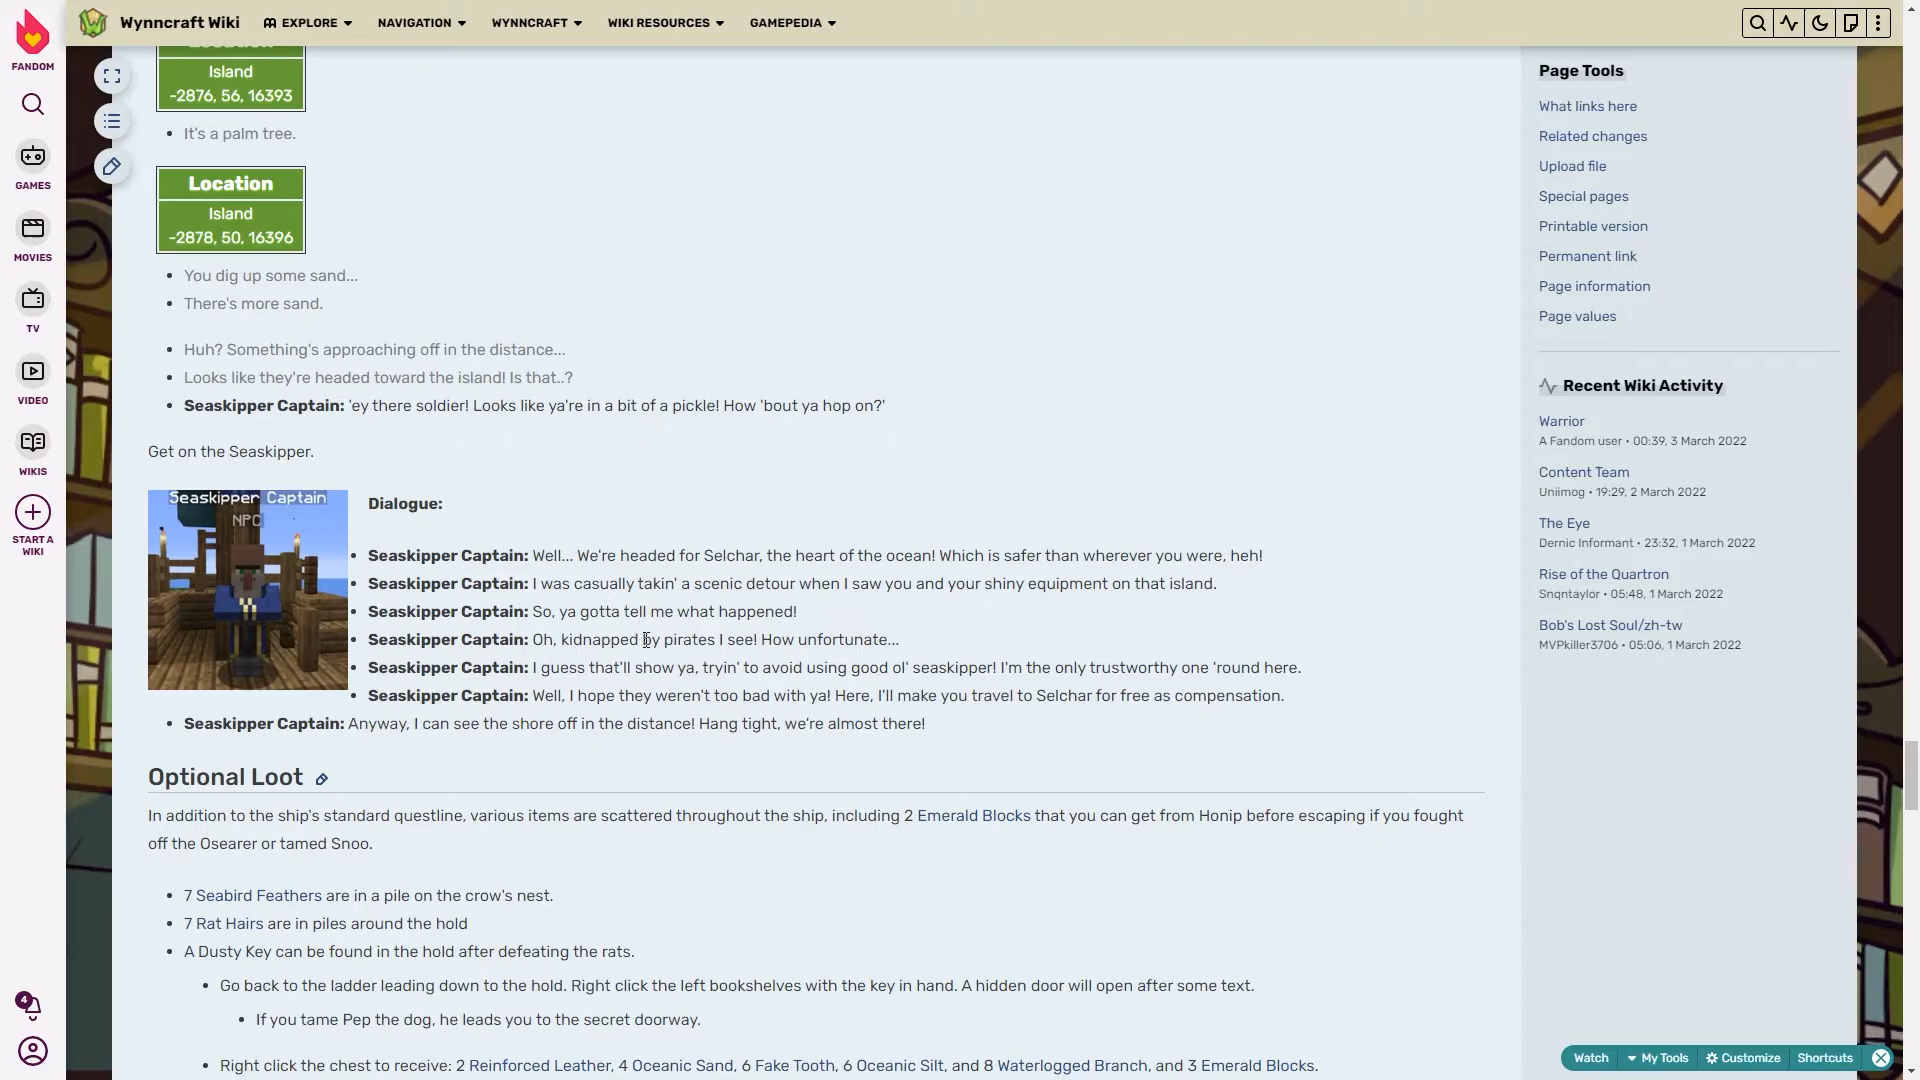 Wynncraft Wiki
EXPLORE
NAVIGATION
WYNNCRAFT
WIKI RESOURCES
GAMEPEDIA
FANDOM
GAMES
MOVIES
TV
VIDEO
WIKIS
START A
WIKI
4
Location
Island
-2876, 56, 16393
It's a palm tree.
Location
Island
-2878, 50, 16396
You dig up some sand...
There's more sand.
Huh? Something's approaching off in the distance...
Looks like they're headed toward the island! Is that..?
Seaskipper Captain: 'ey there soldier! Looks like ya're in a bit of a pickle! How 'bout ya hop on?'
Get on the Seaskipper.
Seaskipper Captain
NPC
Dialogue:
Seaskipper Captain: Well... We're headed for Selchar, the heart of the ocean! Which is safer than wherever you were, heh!
Seaskipper Captain: I was casually takin' a scenic detour when I saw you and your shiny equipment on that island.
Seaskipper Captain: So, ya gotta tell me what happened!
Seaskipper Captain: Oh, kidnapped by pirates I see! How unfortunate...
Seaskipper Captain: I guess that'll show ya, tryin' to avoid using good ol' seaskipper! I'm the only trustworthy one 'round here.
Seaskipper Captain: Well, I hope they weren't too bad with ya! Here, I'll make you travel to Selchar for free as compensation.
Seaskipper Captain: Anyway, I can see the shore off in the distance! Hang tight, we're almost there!
Optional Loot
In addition to the ship's standard questline, various items are scattered throughout the ship, including 2 Emerald Blocks that you can get from Honip before escaping if you fought
off the Osearer or tamed Snoo.
7 Seabird Feathers are in a pile on the crow's nest.
7 Rat Hairs are in piles around the hold
A Dusty Key can be found in the hold after defeating the rats.
Go back to the ladder leading down to the hold. Right click the left bookshelves with the key in hand. A hidden door will open after some text.
If you tame Pep the dog, he leads you to the secret doorway.
Right click the chest to receive: 2 Reinforced Leather, 4 Oceanic Sand, 6 Fake Tooth, 6 Oceanic Silt, and 8 Waterlogged Branch, and 3 Emerald Blocks.
Page Tools
What links here
Related changes
Upload file
Special pages
Printable version
Permanent link
Page information
Page values
Recent Wiki Activity
Warrior
A Fandom user • 00:39, 3 March 2022
Content Team
Uniimog • 19:29, 2 March 2022
The Eye
Dernic Informant • 23:32, 1 March 2022
Rise of the Quartron
Snqntaylor • 05:48, 1 March 2022
Bob's Lost Soul/zh-tw
MVPkiller3706 • 05:06, 1 March 2022
Watch
My Tools
Customize
Shortcuts